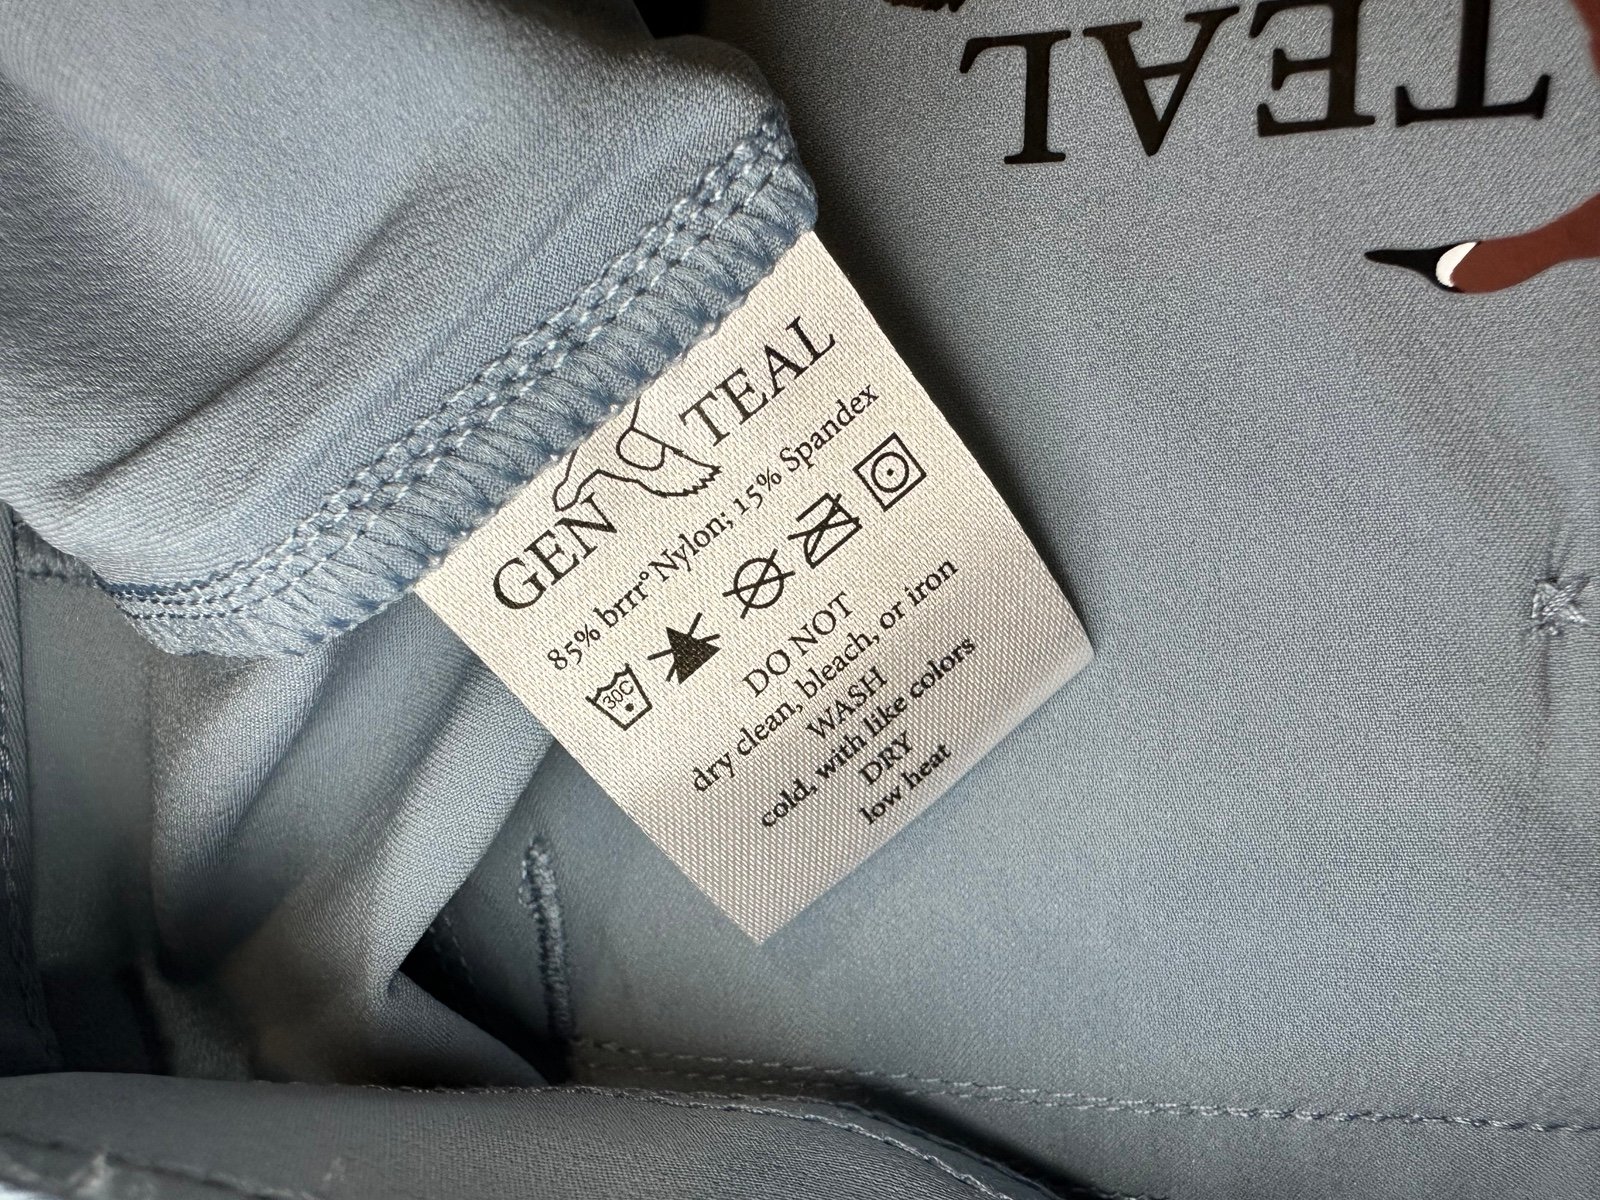 TEAL
GEN TEAL
85% brrr° Nylon; 15% Spandex
30C
DO NOT
dry clean, bleach, or iron
WASH
cold, with like colors
DRY
low heat